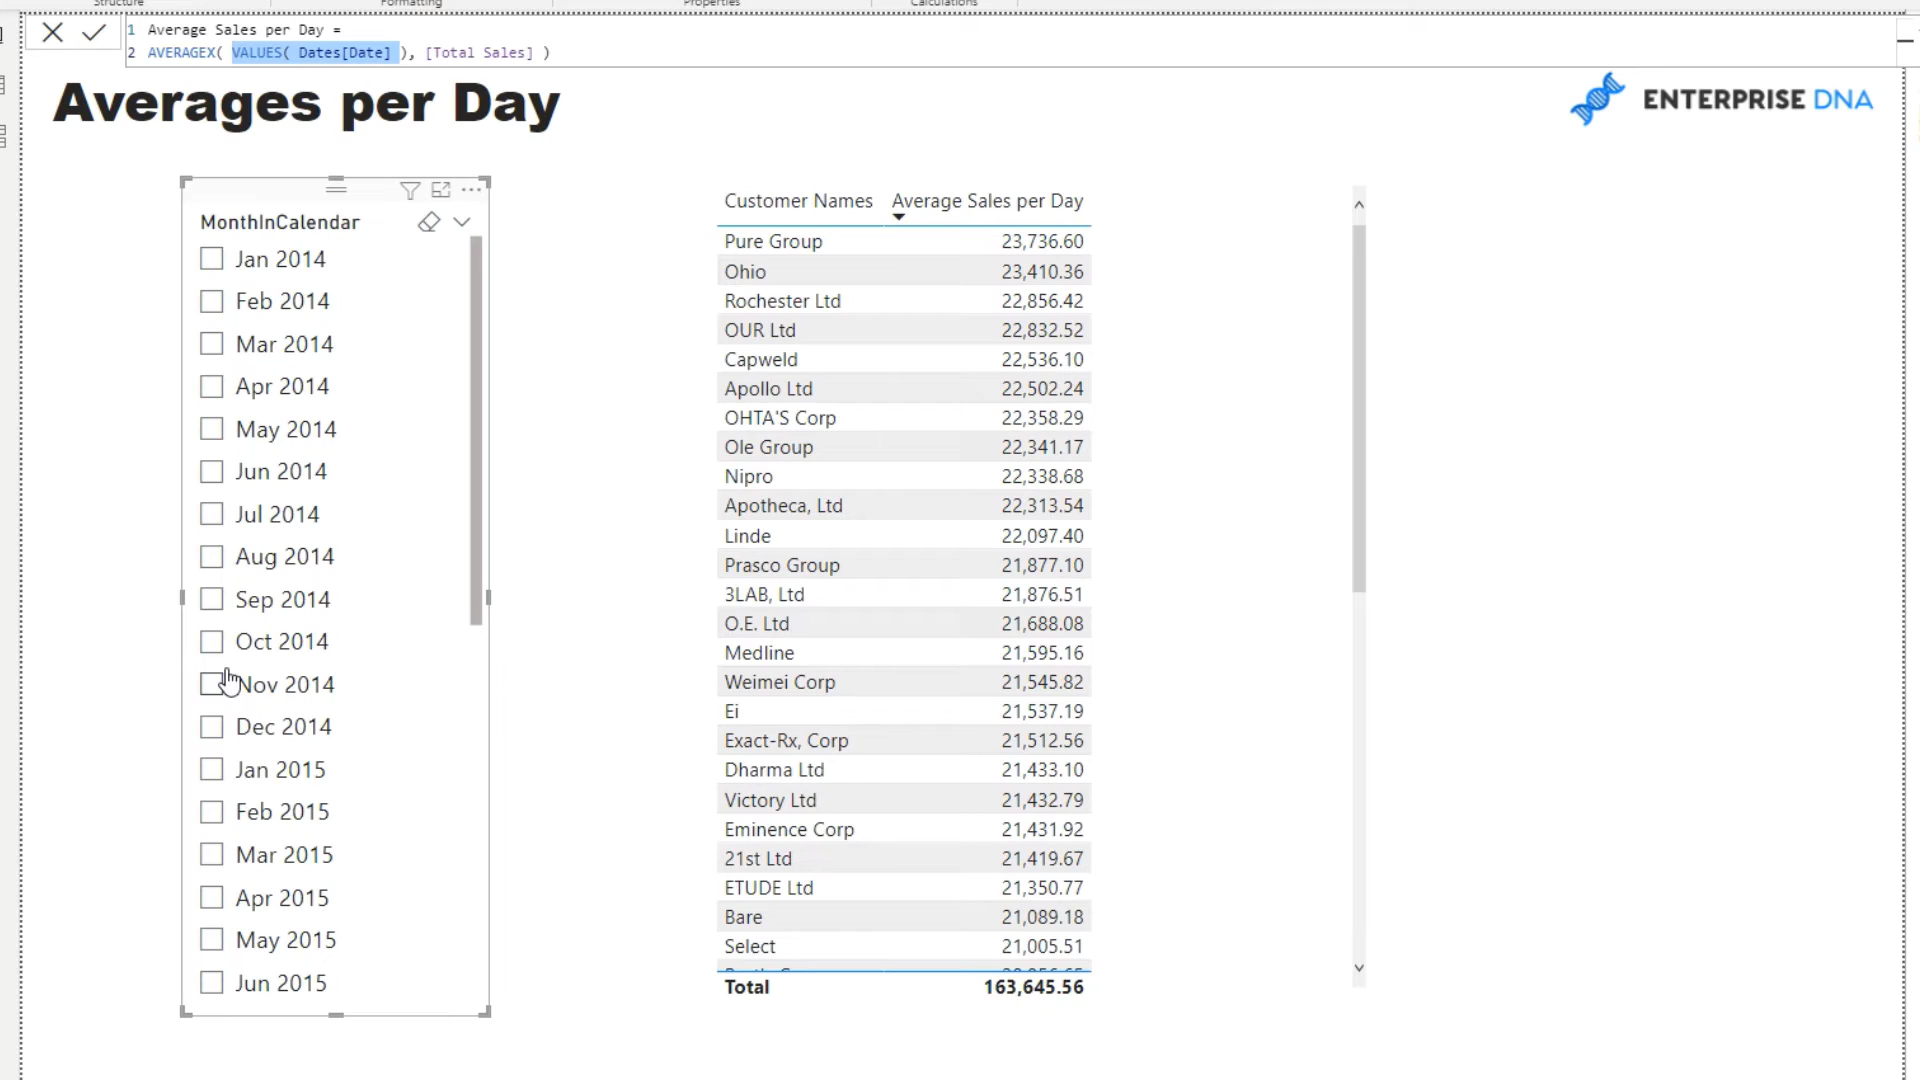 Structure
Formatting
Properties
Calculations
1 Average Sales per Day =
2 AVERAGEX( VALUES( Dates[Date] ), [Total Sales] )
Averages per Day
ENTERPRISE DNA
MonthInCalendar
Jan 2014
Feb 2014
Mar 2014
Apr 2014
May 2014
Jun 2014
Jul 2014
Aug 2014
Sep 2014
Oct 2014
Nov 2014
Dec 2014
Jan 2015
Feb 2015
Mar 2015
Apr 2015
May 2015
Jun 2015
Customer Names Average Sales per Day
Pure Group 23,736.60
Ohio 23,410.36
Rochester Ltd 22,856.42
OUR Ltd 22,832.52
Capweld 22,536.10
Apollo Ltd 22,502.24
OHTA'S Corp 22,358.29
Ole Group 22,341.17
Nipro 22,338.68
Apotheca, Ltd 22,313.54
Linde 22,097.40
Prasco Group 21,877.10
3LAB, Ltd 21,876.51
O.E. Ltd 21,688.08
Medline 21,595.16
Weimei Corp 21,545.82
Ei 21,537.19
Exact-Rx, Corp 21,512.56
Dharma Ltd 21,433.10
Victory Ltd 21,432.79
Eminence Corp 21,431.92
21st Ltd 21,419.67
ETUDE Ltd 21,350.77
Bare 21,089.18
Select 21,005.51
Total 163,645.56